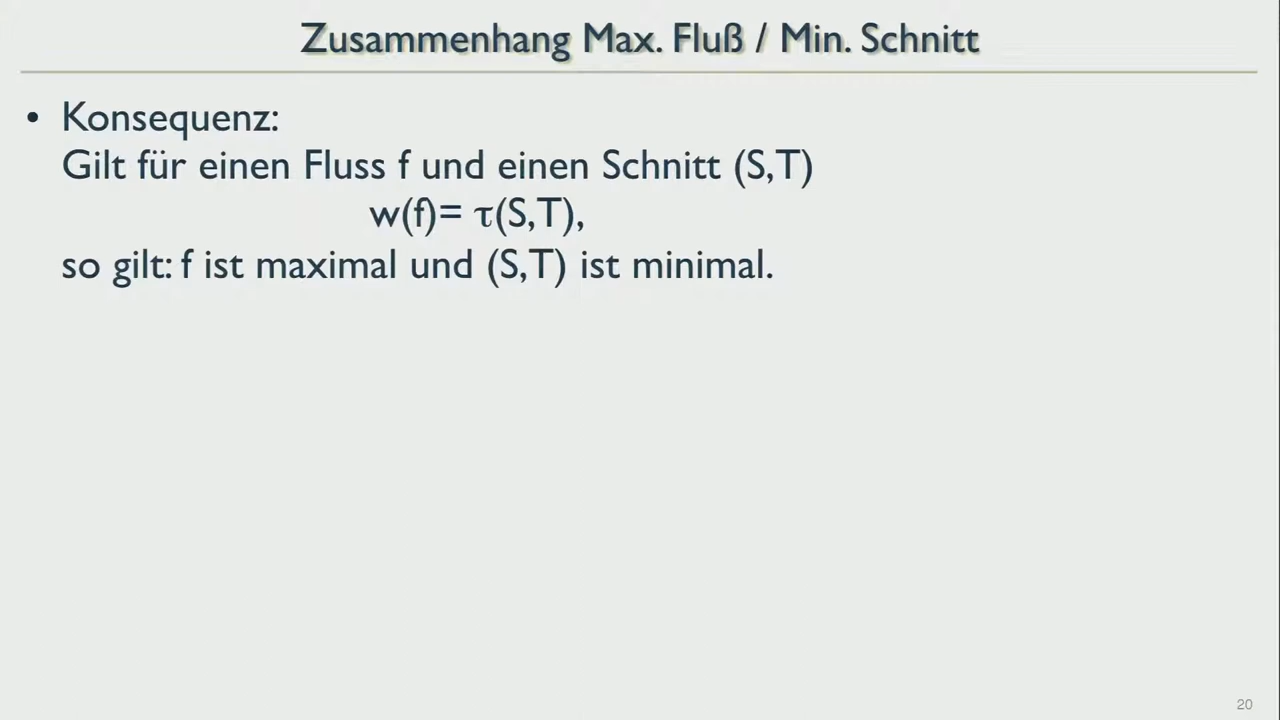 Zusammenhang Max. Fluß / Min. Schnitt
• Konsequenz:
Gilt für einen Fluss f und einen Schnitt (S,T)
w(f)= τ(S,T),
so gilt: f ist maximal und (S,T) ist minimal.
20